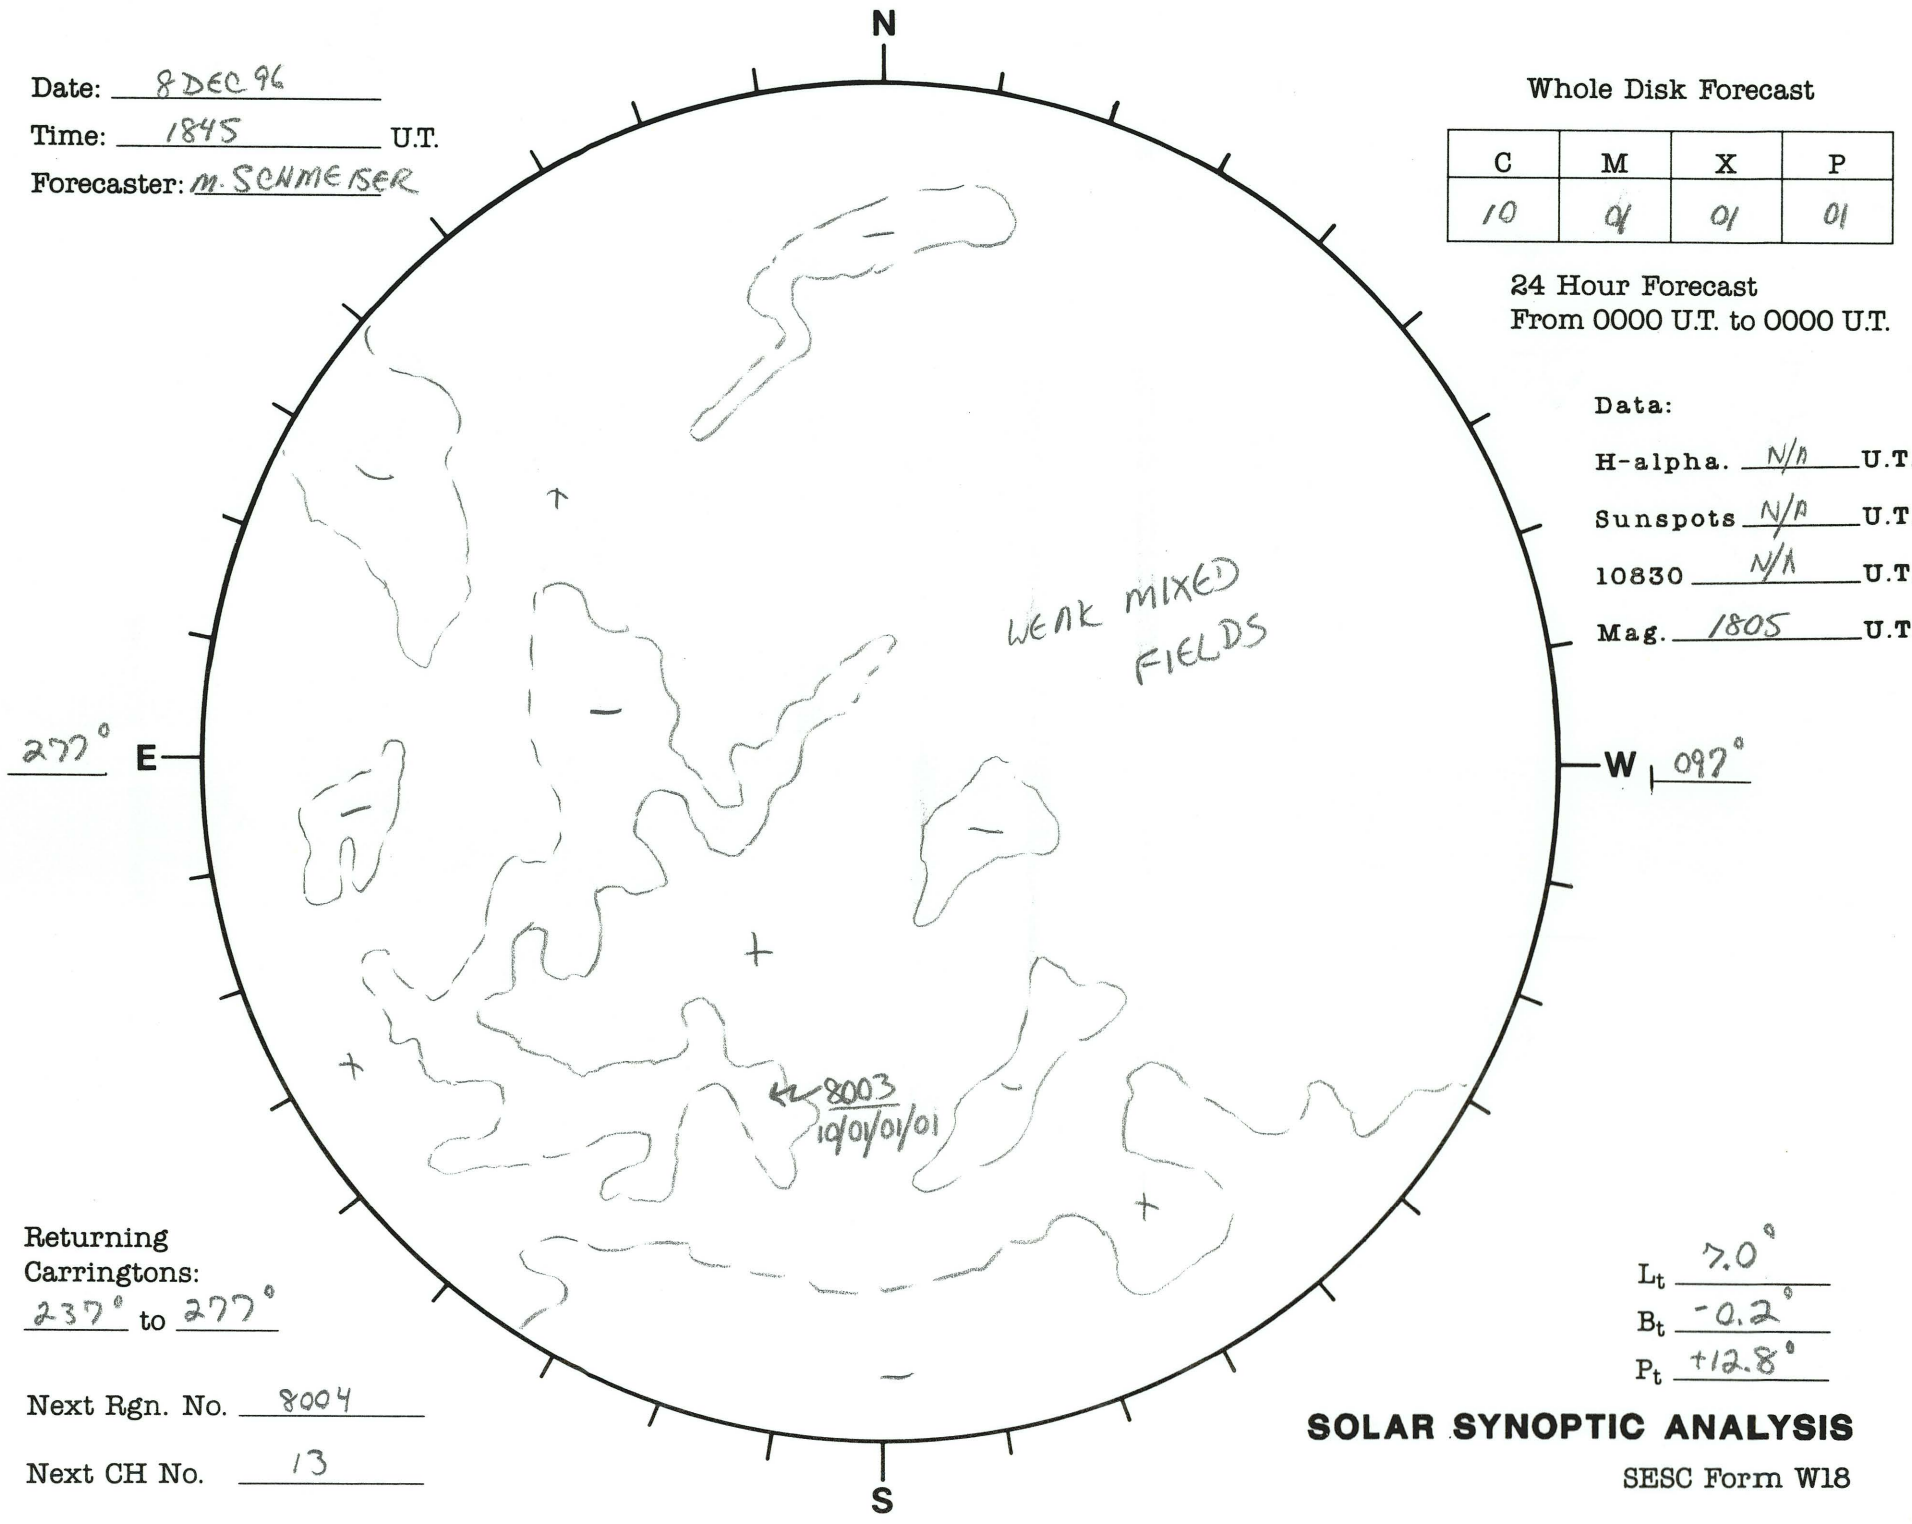 N
Date: 8 DEC 96
Time: 1845 U.T.
Forecaster: M. SCHMEISER
Whole Disk Forecast
C M X P
10 01 01 01
24 Hour Forecast
From 0000 U.T. to 0000 U.T.
Data:
H-alpha. N/A U.T
Sunspots N/A U.T
10830 N/A U.T
Mag. 1805 U.T
WEAK MIXED
FIELDS
277° E
W 097°
8003
10/01/01/01
Returning
Carringtons:
237° to 277°
Next Rgn. No. 8004
Next CH No. 13
Lt 7.0°
Bt -0.2°
Pt +12.8°
SOLAR SYNOPTIC ANALYSIS
SESC Form W18
S